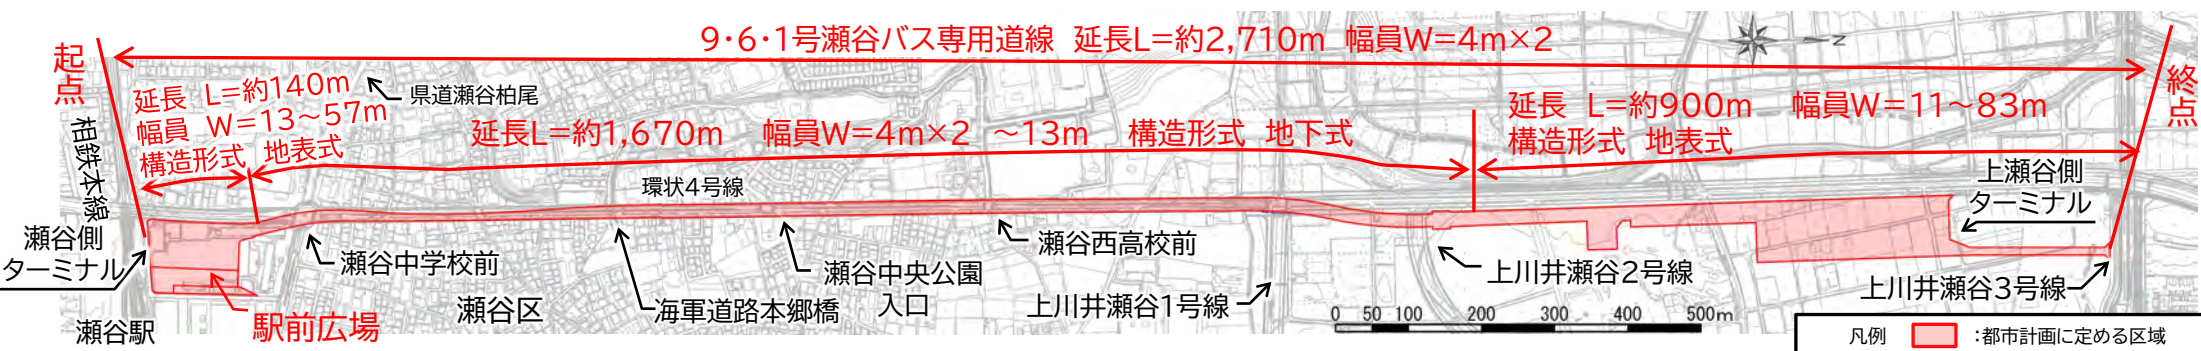 9・6・1号瀬谷バス専用道線 延長L=約2,710m 幅員W=4m×2
起点
終点
延長 L=約140m
幅員 W=13～57m
構造形式 地表式
県道瀬谷柏尾
延長L=約1,670m 幅員W=4m×2 ～13m 構造形式 地下式
延長 L=約900m 幅員W=11～83m
構造形式 地表式
相鉄本線
環状4号線
上瀬谷側
ターミナル
瀬谷側
ターミナル
瀬谷中学校前
海軍道路本郷橋
瀬谷中央公園
入口
瀬谷西高校前
上川井瀬谷1号線
上川井瀬谷2号線
上川井瀬谷3号線
瀬谷区
瀬谷駅
駅前広場
N
0 50 100 200 300 400 500m
凡例 :都市計画に定める区域